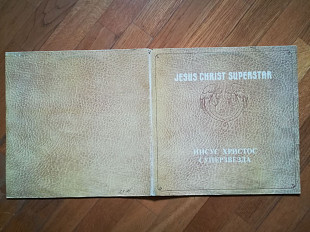 JESUS CHRIST SUPERSTAR
ИИСУС ХРИСТОС
СУПЕРЗВЕЗДА